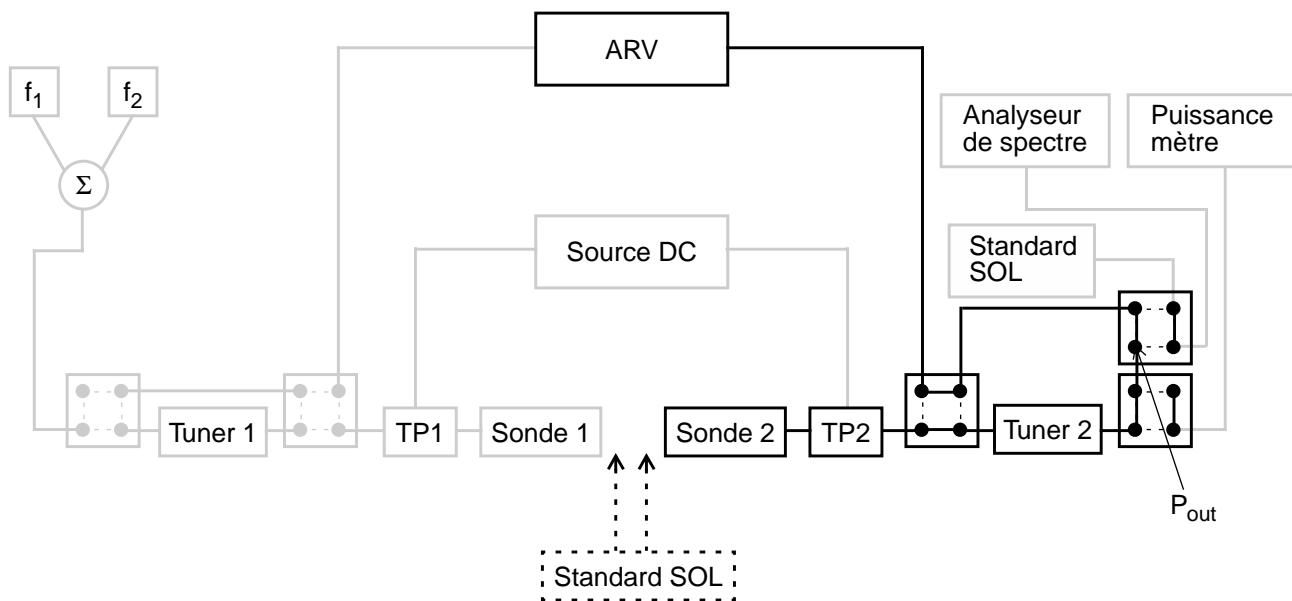 ARV
f1
f2
Σ
Analyseur
de spectre
Puissance
mètre
Source DC
Standard
SOL
Tuner 1
TP1
Sonde 1
Sonde 2
TP2
Tuner 2
Pout
Standard SOL